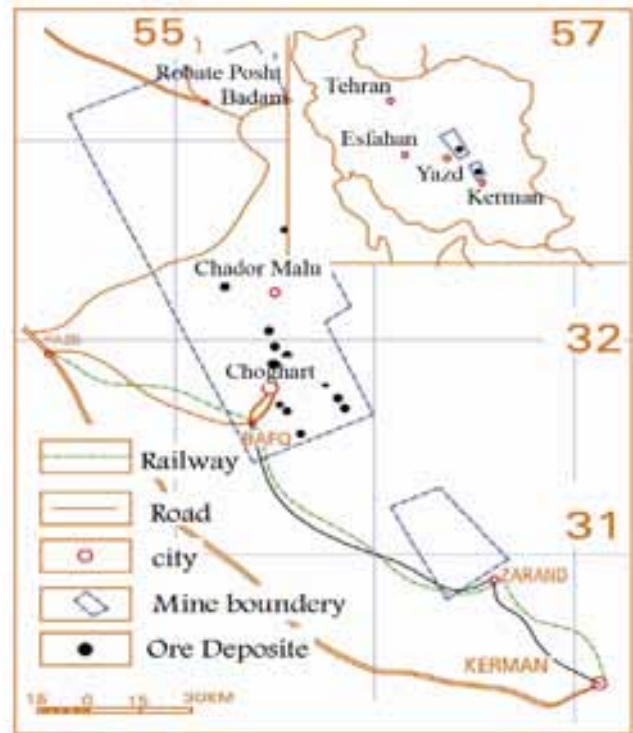 55
57
Robate Posht
Badam
Tehran
Esfahan
Yazd
Kerman
Chador Malu
32
Choghart
BAFQ
Railway
Road
31
city
ZARAND
Mine boundery
Ore Deposite
KERMAN
15 0 15 30KM